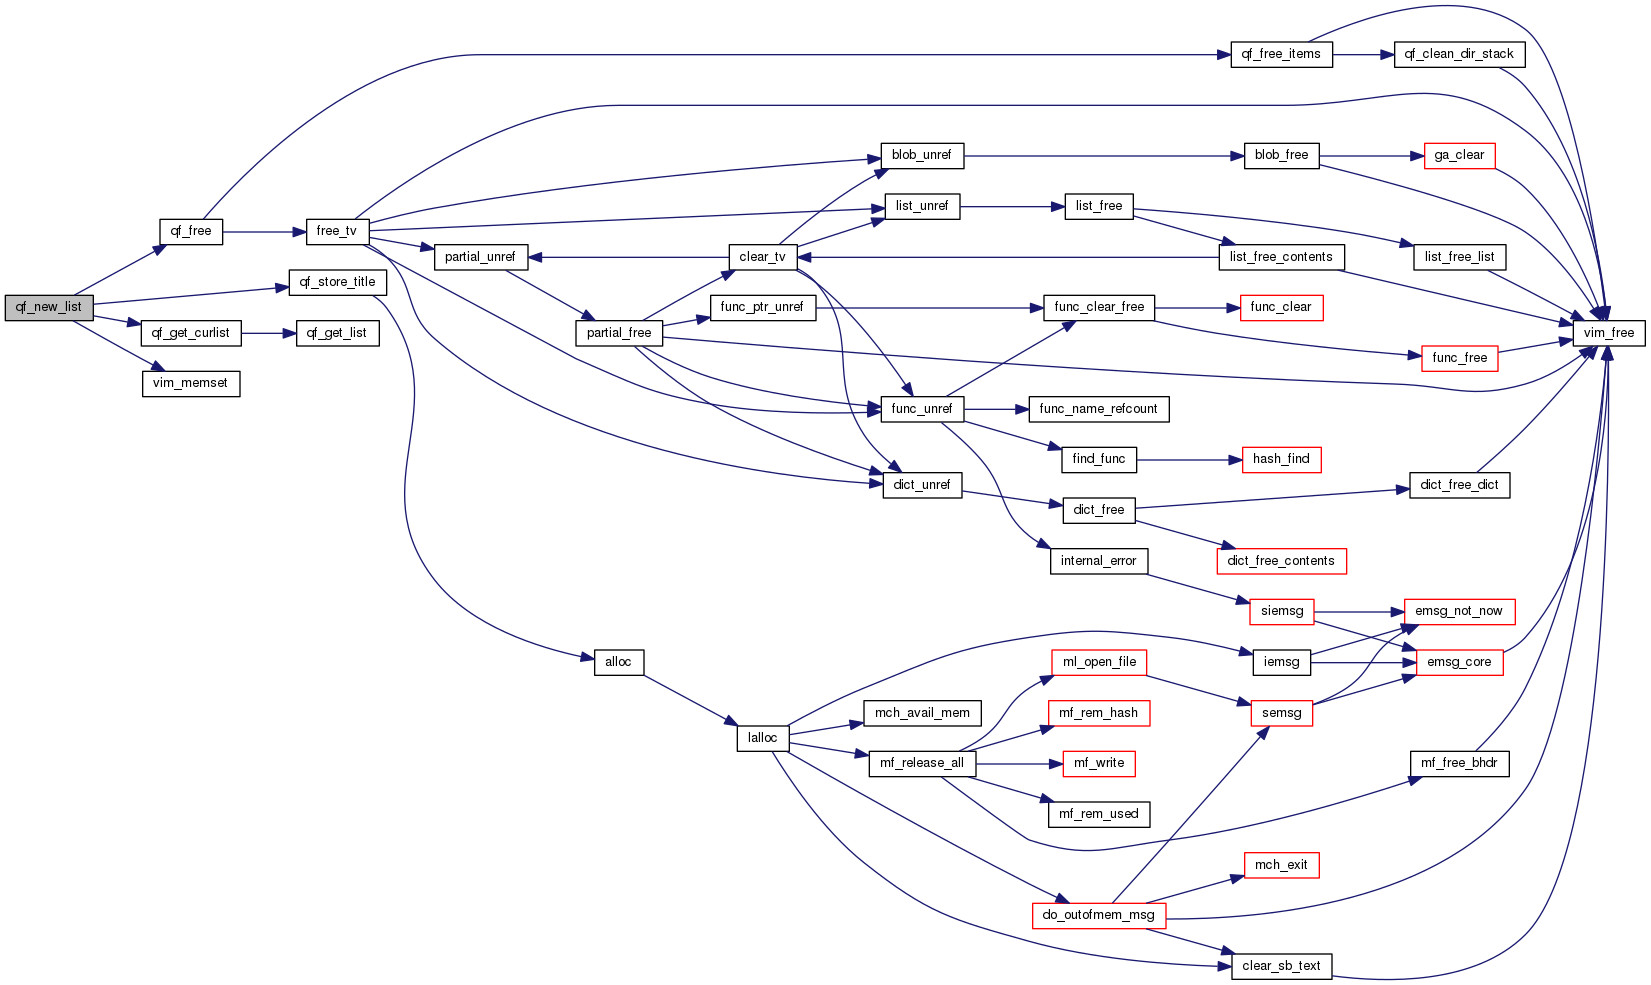 qf_new_list
qf_free
qf_store_title
qf_get_curlist
qf_get_list
vim_memset
free_tv
partial_unref
partial_free
clear_tv
func_ptr_unref
blob_unref
list_unref
func_unref
dict_unref
alloc
lalloc
mch_avail_mem
mf_release_all
qf_free_items
qf_clean_dir_stack
blob_free
ga_clear
list_free
list_free_contents
list_free_list
func_clear_free
func_clear
func_free
vim_free
func_name_refcount
find_func
hash_find
dict_free
dict_free_dict
dict_free_contents
internal_error
siemsg
emsg_not_now
iemsg
emsg_core
ml_open_file
semsg
mf_rem_hash
mf_write
mf_free_bhdr
mf_rem_used
mch_exit
do_outofmem_msg
clear_sb_text